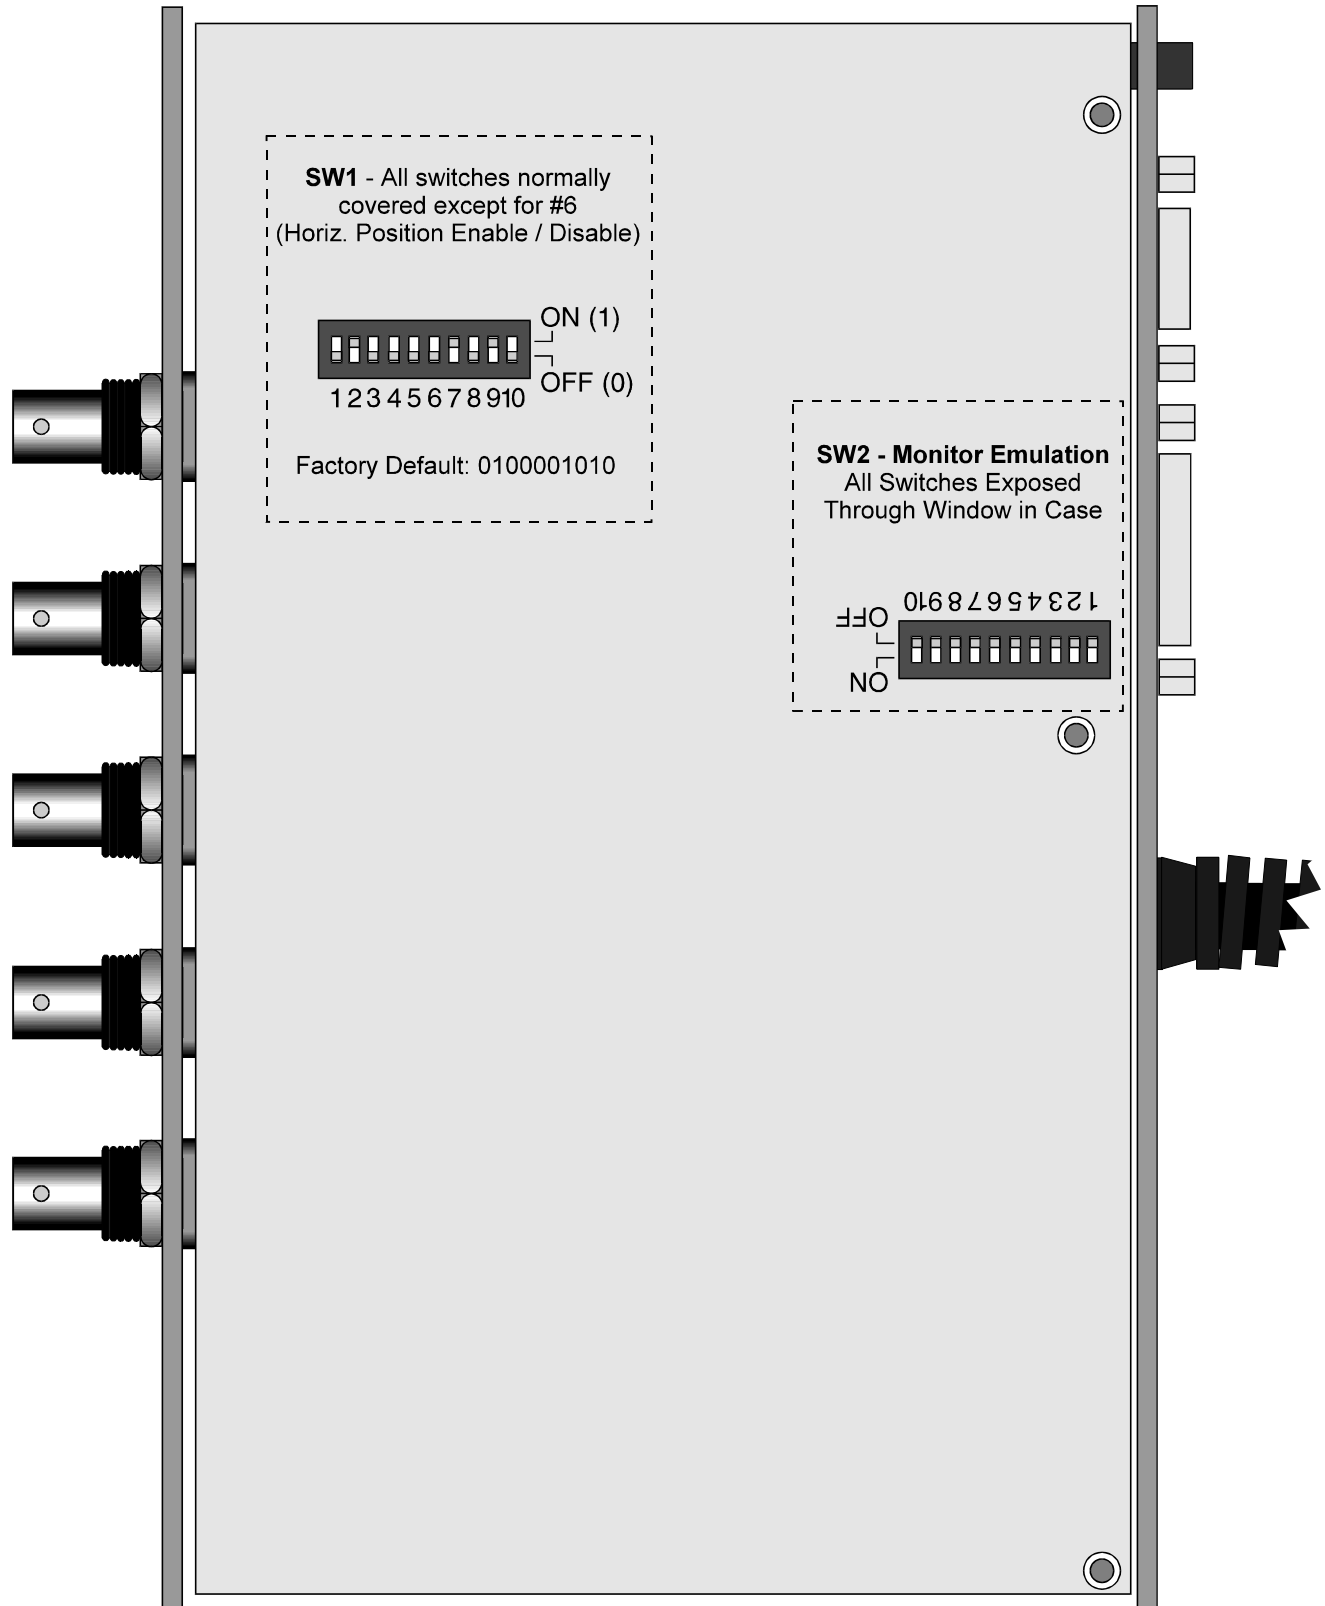 SW1 - All switches normally
covered except for #6
(Horiz. Position Enable / Disable)
ON (1)
OFF (0)
1 2 3 4 5 6 7 8 9 10
Factory Default: 0100001010
SW2 - Monitor Emulation
All Switches Exposed
Through Window in Case
10 9 8 7 6 5 4 3 2 1
OFF
ON